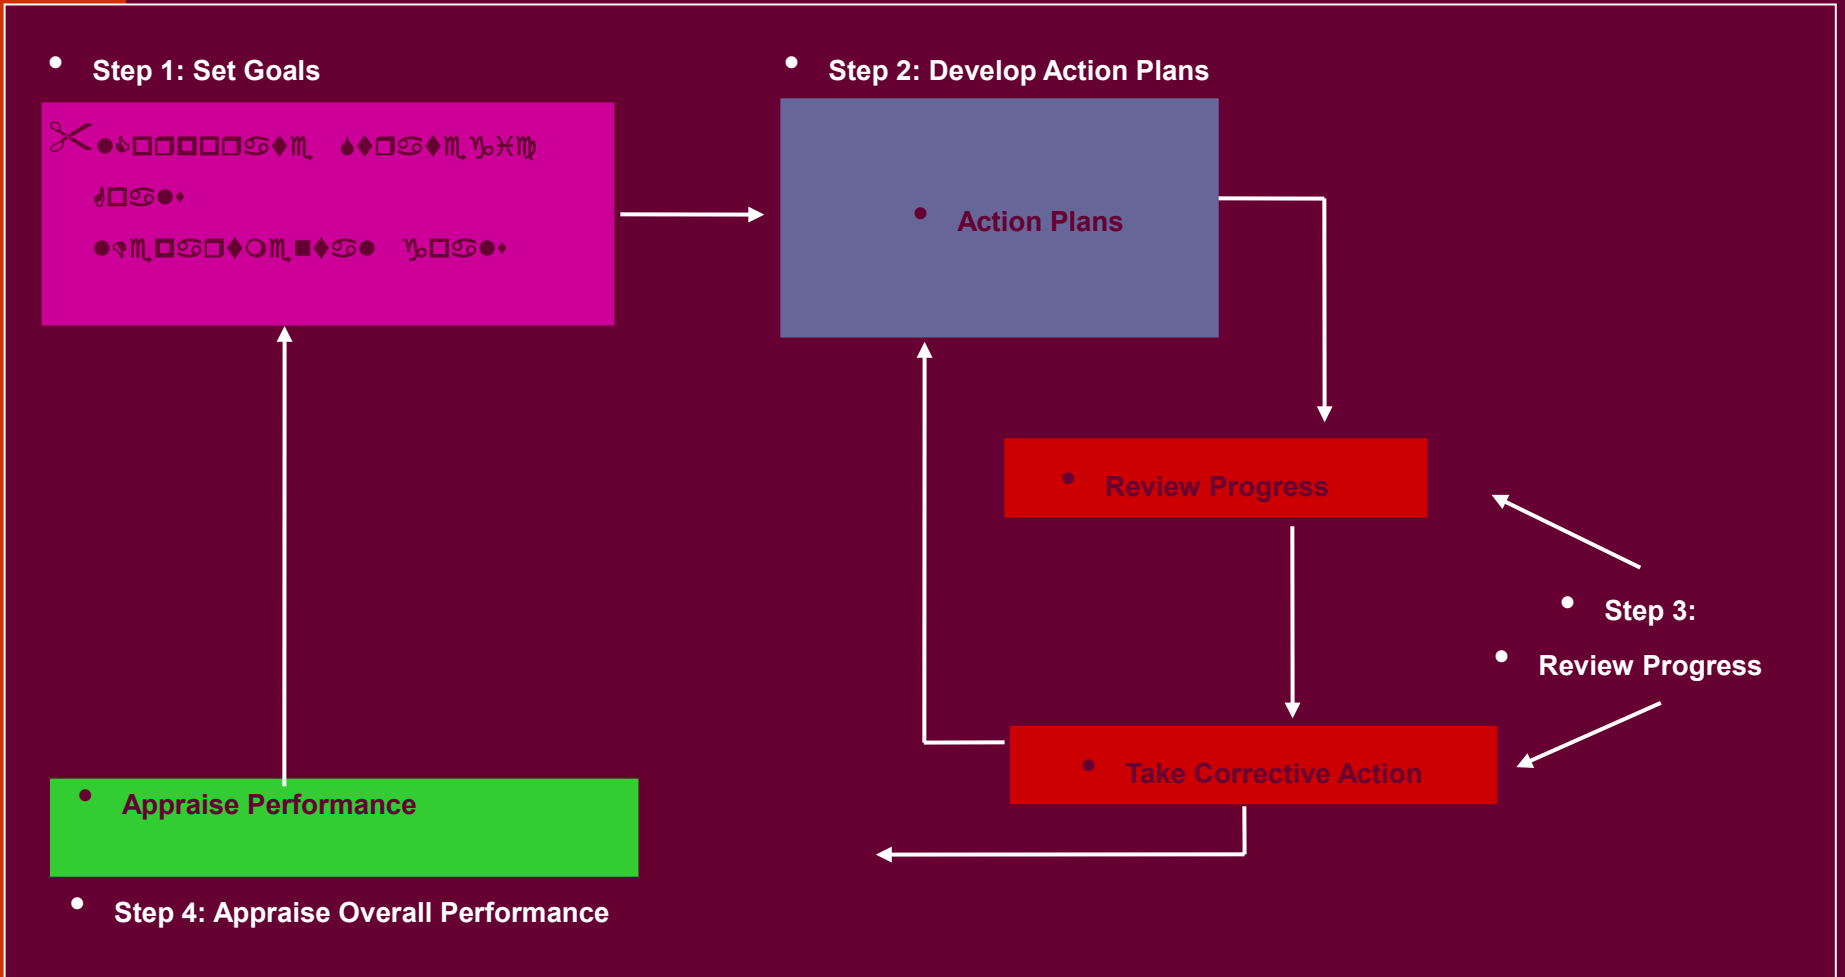 • Step 1: Set Goals
• Step 2: Develop Action Plans
• Action Plans
• Review Progress
• Step 3:
• Review Progress
• Take Corrective Action
• Appraise Performance
• Step 4: Appraise Overall Performance